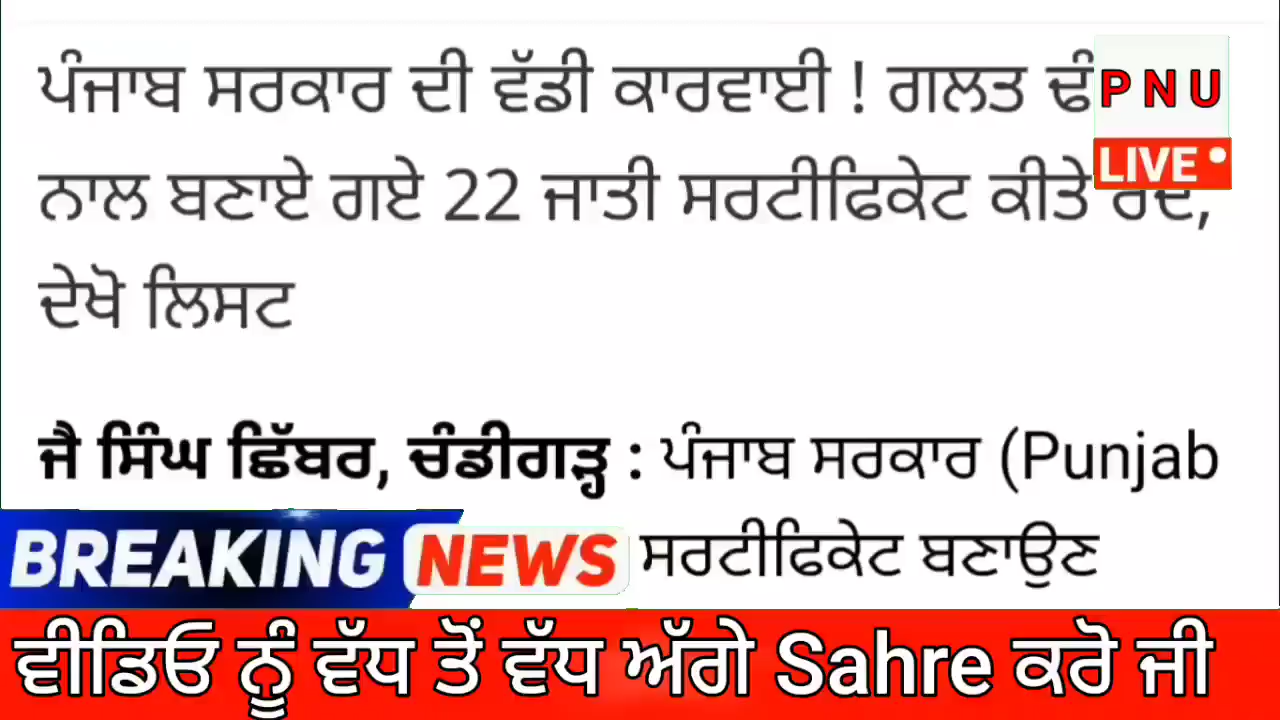 ਪੰਜਾਬ ਸਰਕਾਰ ਦੀ ਵੱਡੀ ਕਾਰਵਾਈ ! ਗਲਤ
PNU
LIVE
ਨਾਲ ਬਣਾਏ ਗਏ 22 ਜਾਤੀ ਸਰਟੀਫਿਕੇਟ ਕੀਤੇ ਰੱਦ,
ਦੇਖੋ ਲਿਸਟ
ਜੈ ਸਿੰਘ ਛਿੱਬਰ, ਚੰਡੀਗੜ੍ਹ : ਪੰਜਾਬ ਸਰਕਾਰ (Punjab
BREAKING NEWS ਸਰਟੀਫਿਕੇਟ ਬਣਾਉਣ
ਵੀਡਿਓ ਨੂੰ ਵੱਧ ਤੋਂ ਵੱਧ ਅੱਗੇ Sahre ਕਰੋ ਜੀ